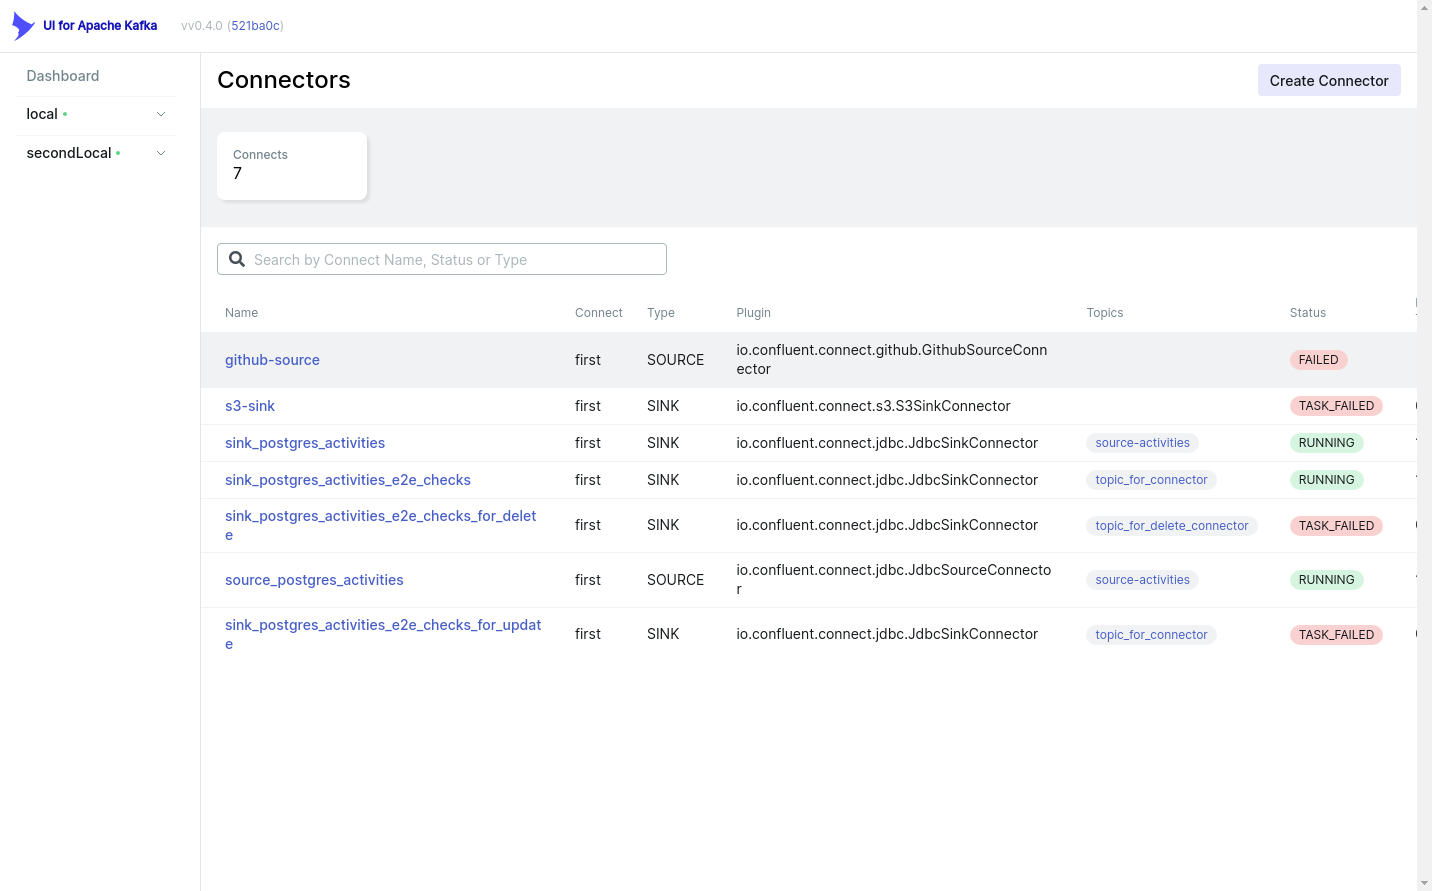 UI for Apache Kafka vv0.4.0 (521ba0c)
Dashboard
local
secondLocal
Connectors
Create Connector
Connects
7
Search by Connect Name, Status or Type
Name Connect Type Plugin Topics Status
github-source first SOURCE io.confluent.connect.github.GithubSourceConn
ector FAILED
s3-sink first SINK io.confluent.connect.s3.S3SinkConnector TASK_FAILED
sink_postgres_activities first SINK io.confluent.connect.jdbc.JdbcSinkConnector source-activities RUNNING
sink_postgres_activities_e2e_checks first SINK io.confluent.connect.jdbc.JdbcSinkConnector topic_for_connector RUNNING
sink_postgres_activities_e2e_checks_for_delet
e first SINK io.confluent.connect.jdbc.JdbcSinkConnector topic_for_delete_connector TASK_FAILED
source_postgres_activities first SOURCE io.confluent.connect.jdbc.JdbcSourceConnecto
r source-activities RUNNING
sink_postgres_activities_e2e_checks_for_updat
e first SINK io.confluent.connect.jdbc.JdbcSinkConnector topic_for_connector TASK_FAILED